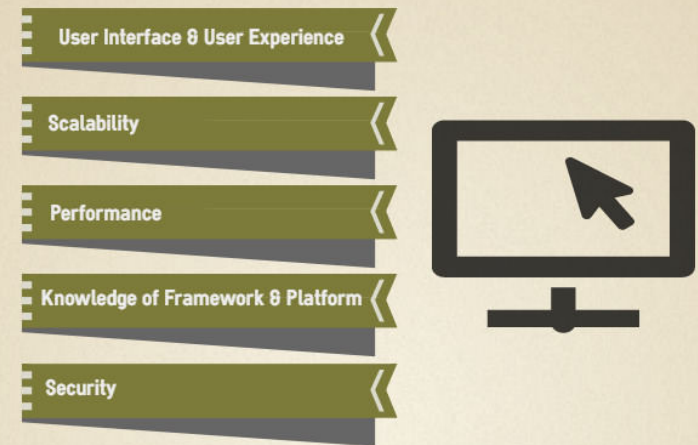 User Interface & User Experience
Scalability
Performance
Knowledge of Framework & Platform
Security